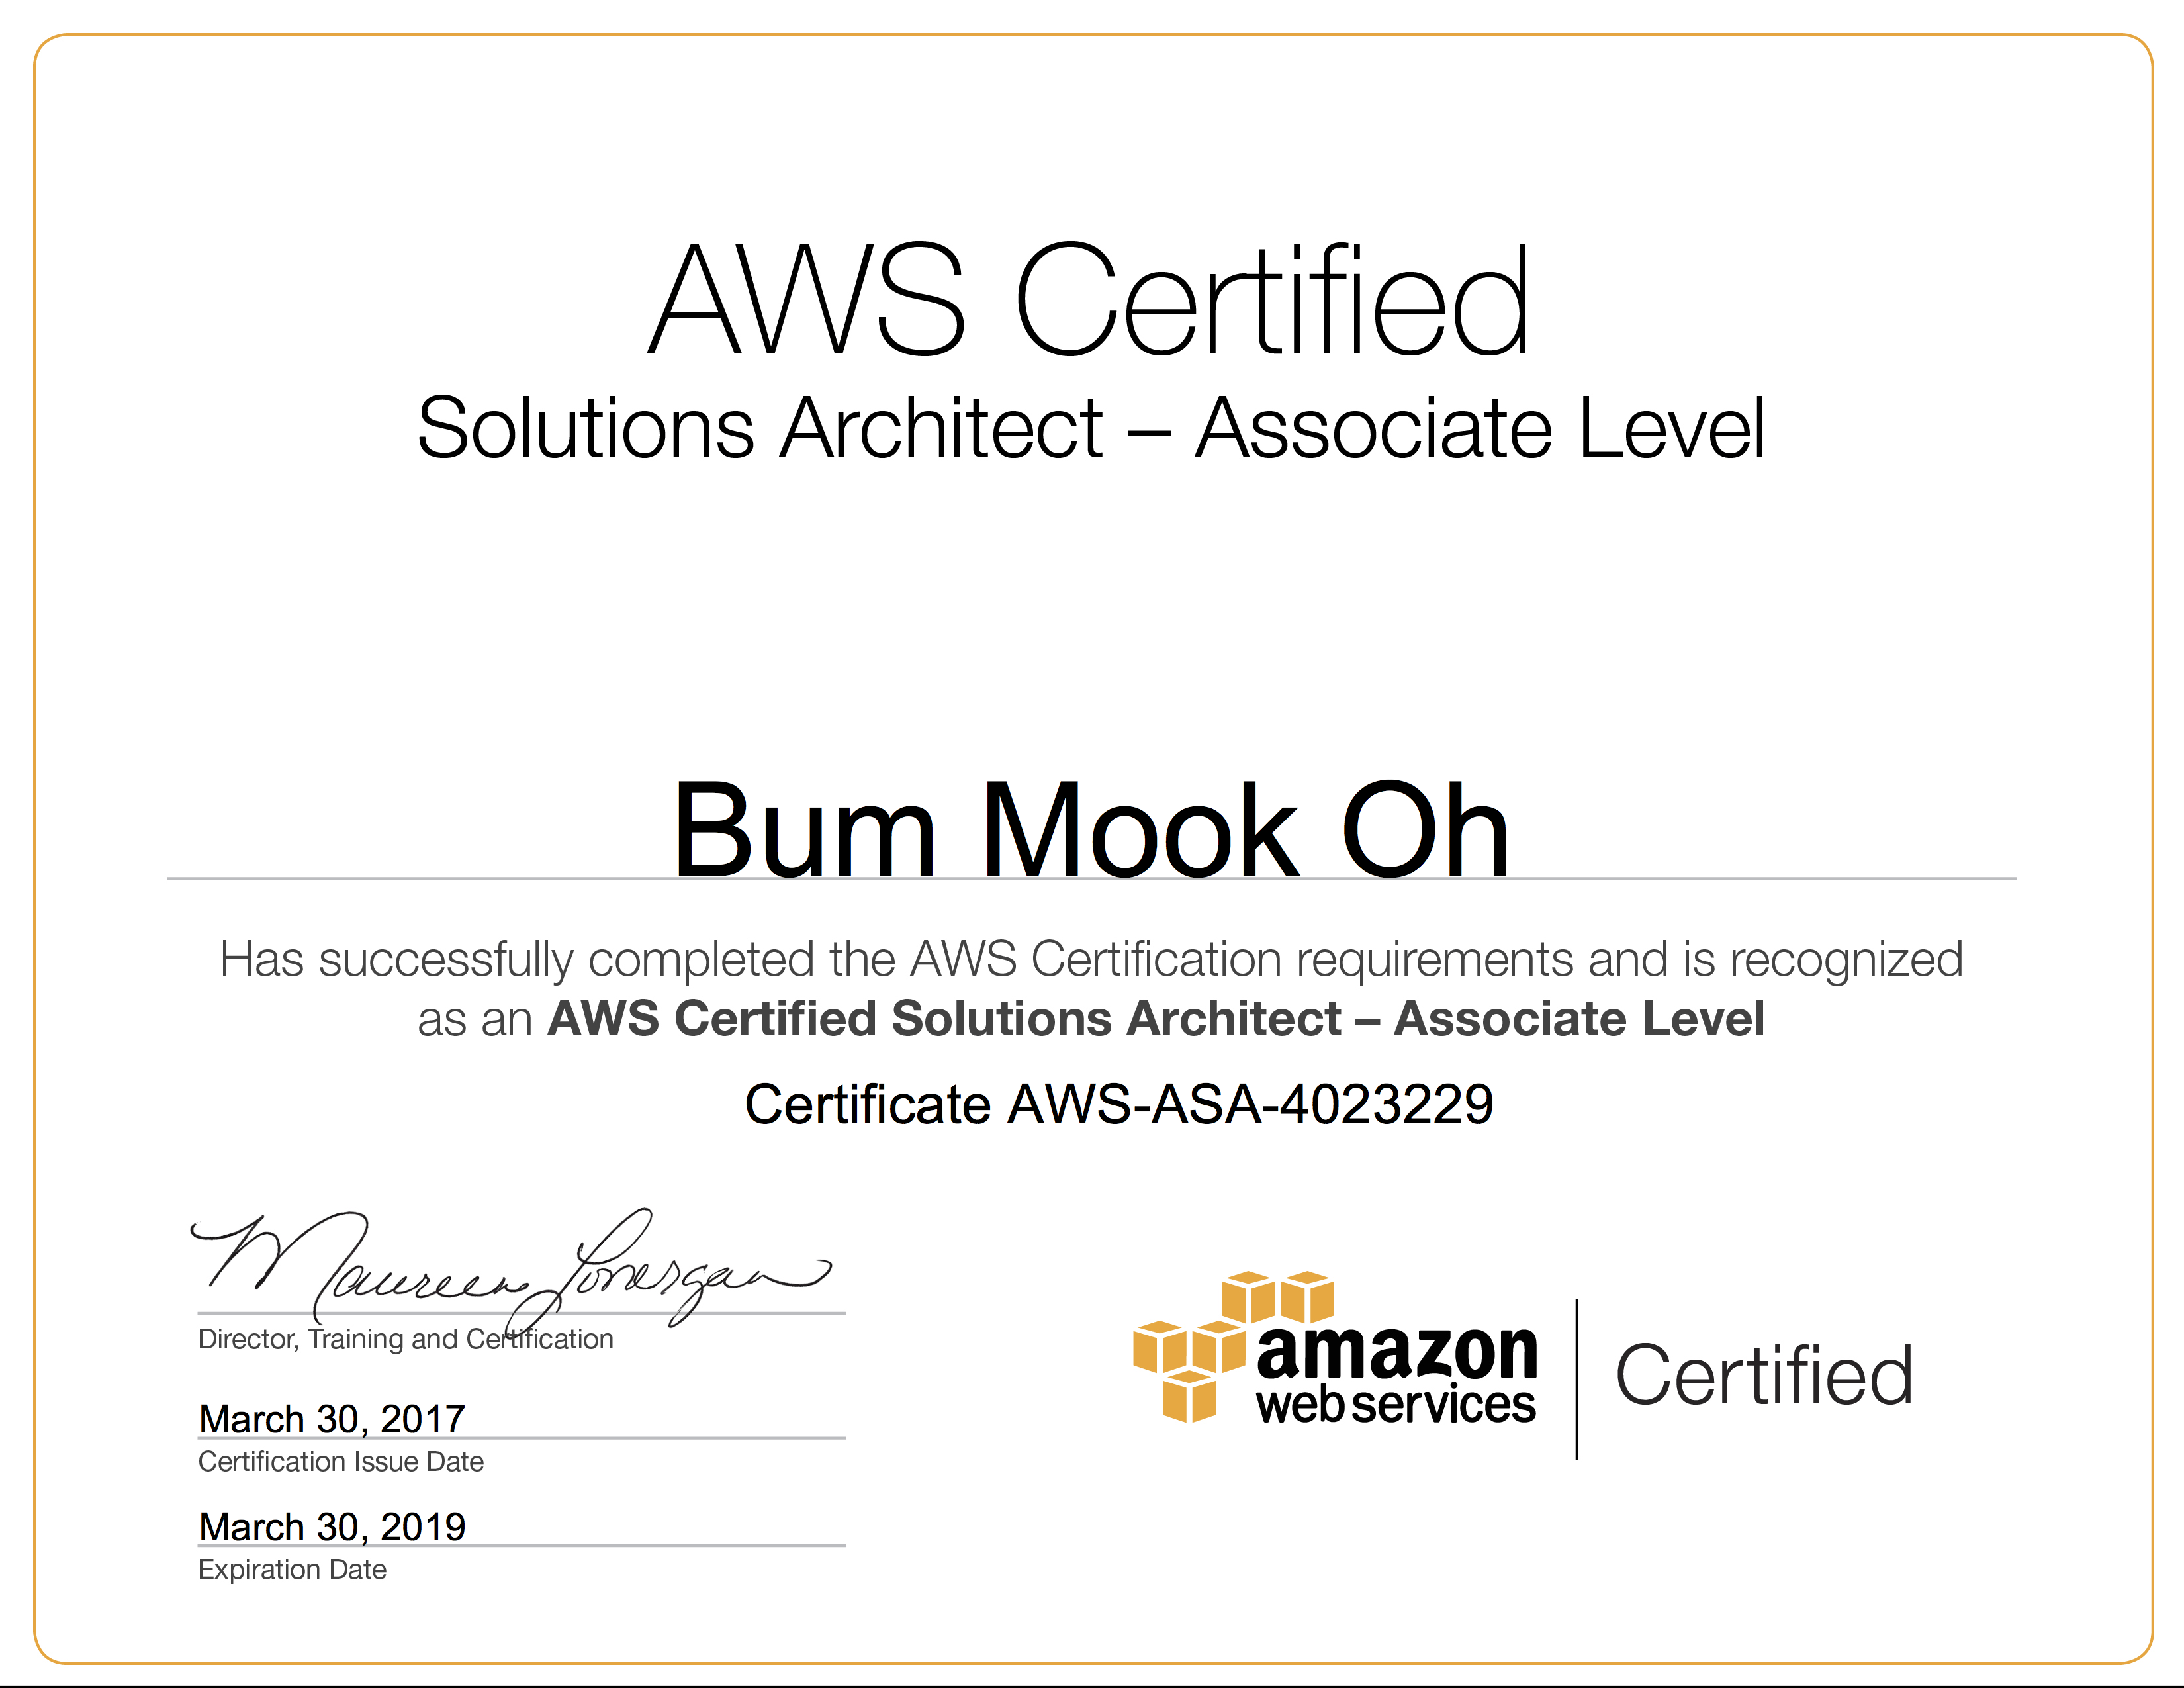 AWS Certified
Solutions Architect – Associate Level
Bum Mook Oh
Has successfully completed the AWS Certification requirements and is recognized
as an AWS Certified Solutions Architect – Associate Level
Certificate AWS-ASA-4023229
Maureen Lonergan
Director, Training and Certification
March 30, 2017
Certification Issue Date
March 30, 2019
Expiration Date
amazon
web services
Certified